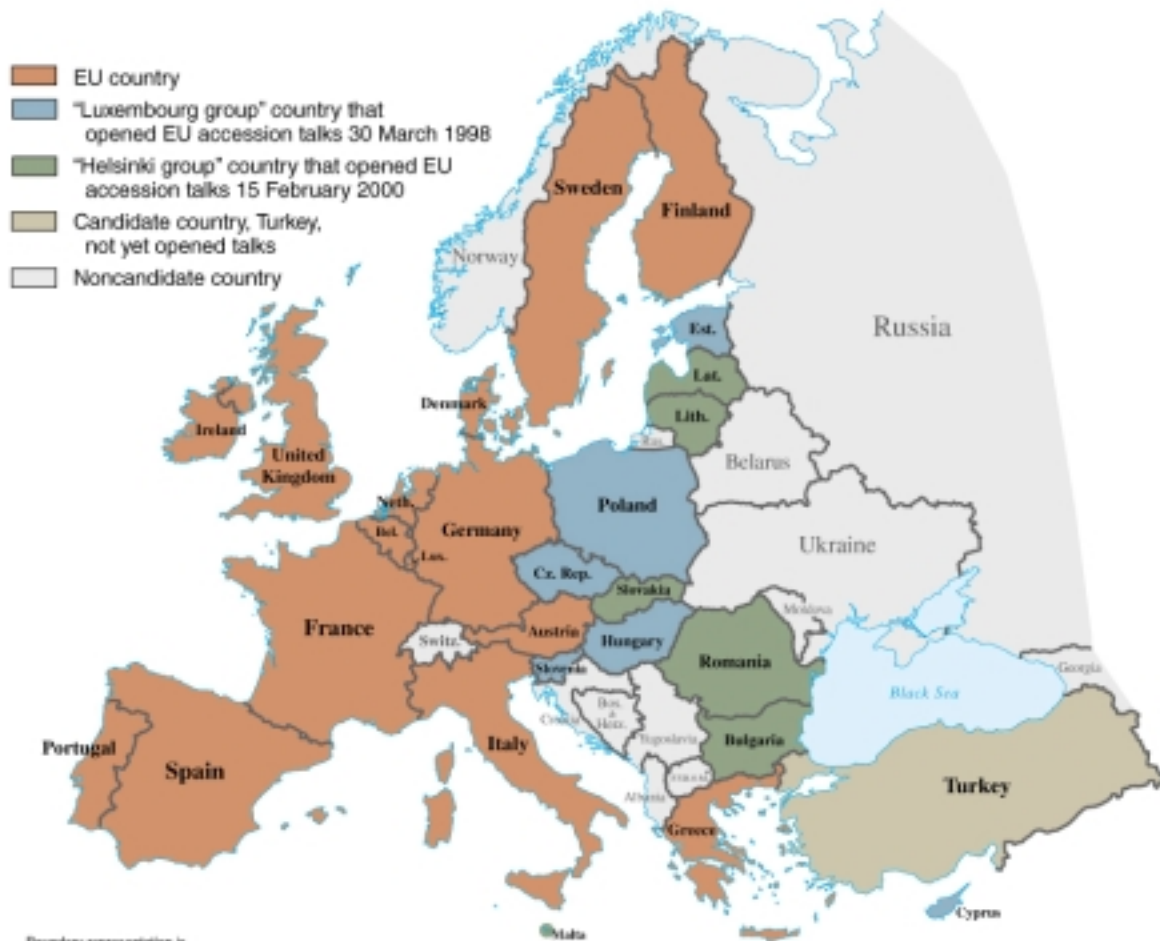 EU country
"Luxembourg group" country that
opened EU accession talks 30 March 1998
"Helsinki group" country that opened EU
accession talks 15 February 2000
Candidate country, Turkey,
not yet opened talks
Noncandidate country
Sweden
Finland
Norway
Russia
Est.
Lat.
Lith.
Rus.
Denmark
Ireland
United
Kingdom
Belarus
Neth.
Poland
Bel.
Germany
Ukraine
Lux.
Cz. Rep.
Slovakia
Moldova
France
Austria
Switz.
Hungary
Romania
Slovenia
Georgia
Black Sea
Bos.
&
Herz.
Croatia
Yugoslavia
Bulgaria
Portugal
Italy
Spain
Turkey
Albania
Greece
Cyprus
Malta
Boundary representation is